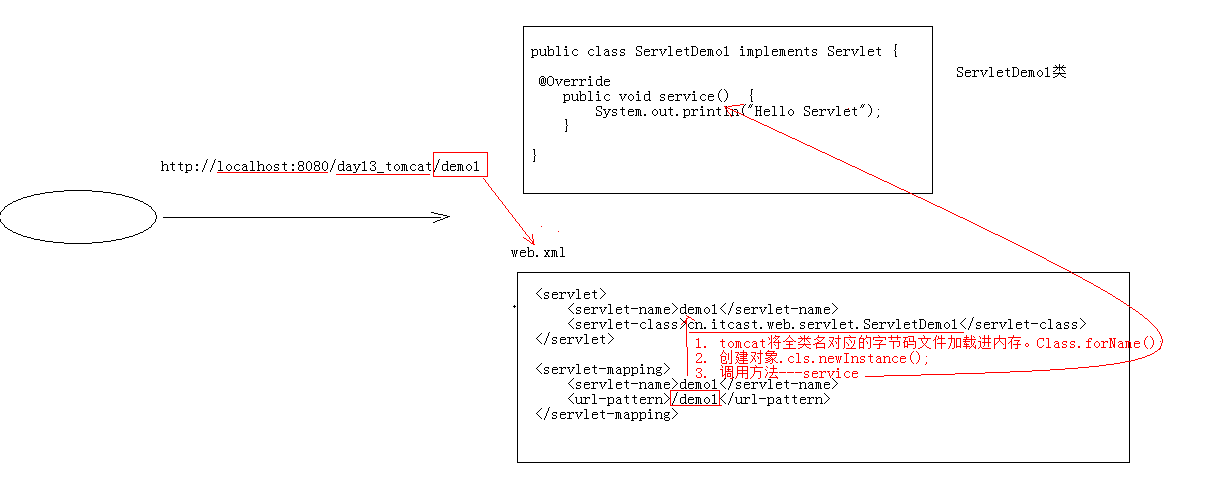 public class ServletDemo1 implements Servlet {
@Override
public void service() {
System.out.println("Hello Servlet");
}
}
ServletDemo1类
http://localhost:8080/day13_tomcat/demo1
web.xml
<servlet>
<servlet-name>demo1</servlet-name>
<servlet-class>cn.itcast.web.servlet.ServletDemo1</servlet-class>
</servlet>
1. tomcat将全类名对应的字节码文件加载进内存。Class.forName();
2. 创建对象.cls.newInstance();
3. 调用方法---service
<servlet-mapping>
<servlet-name>demo1</servlet-name>
<url-pattern>/demo1</url-pattern>
</servlet-mapping>